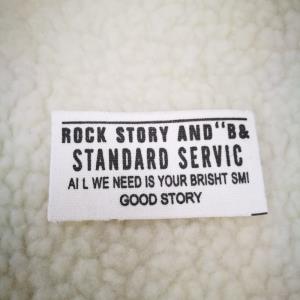 ROCK STORY AND“B&
STANDARD SERVIC
AI L WE NEED IS YOUR BRISHT SMI
GOOD STORY